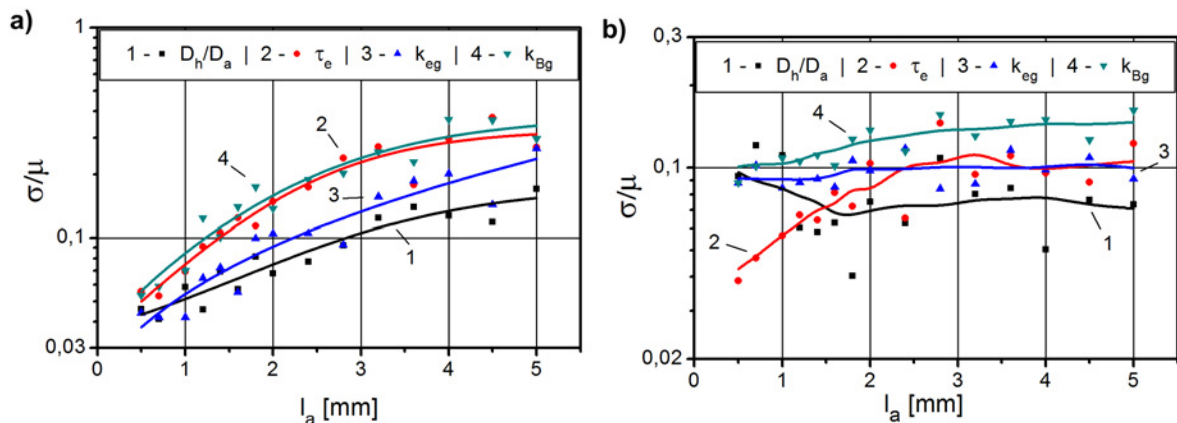 a)
1
1 - D_h/D_a | 2 - τ_e | 3 - k_eg | 4 - k_Bg
σ/μ
0,1
0,03
4
2
3
1
0 1 2 3 4 5
l_a [mm]
b)
0,3
1 - D_h/D_a | 2 - τ_e | 3 - k_eg | 4 - k_Bg
σ/μ
0,1
0,02
4
3
2
1
0 1 2 3 4 5
l_a [mm]